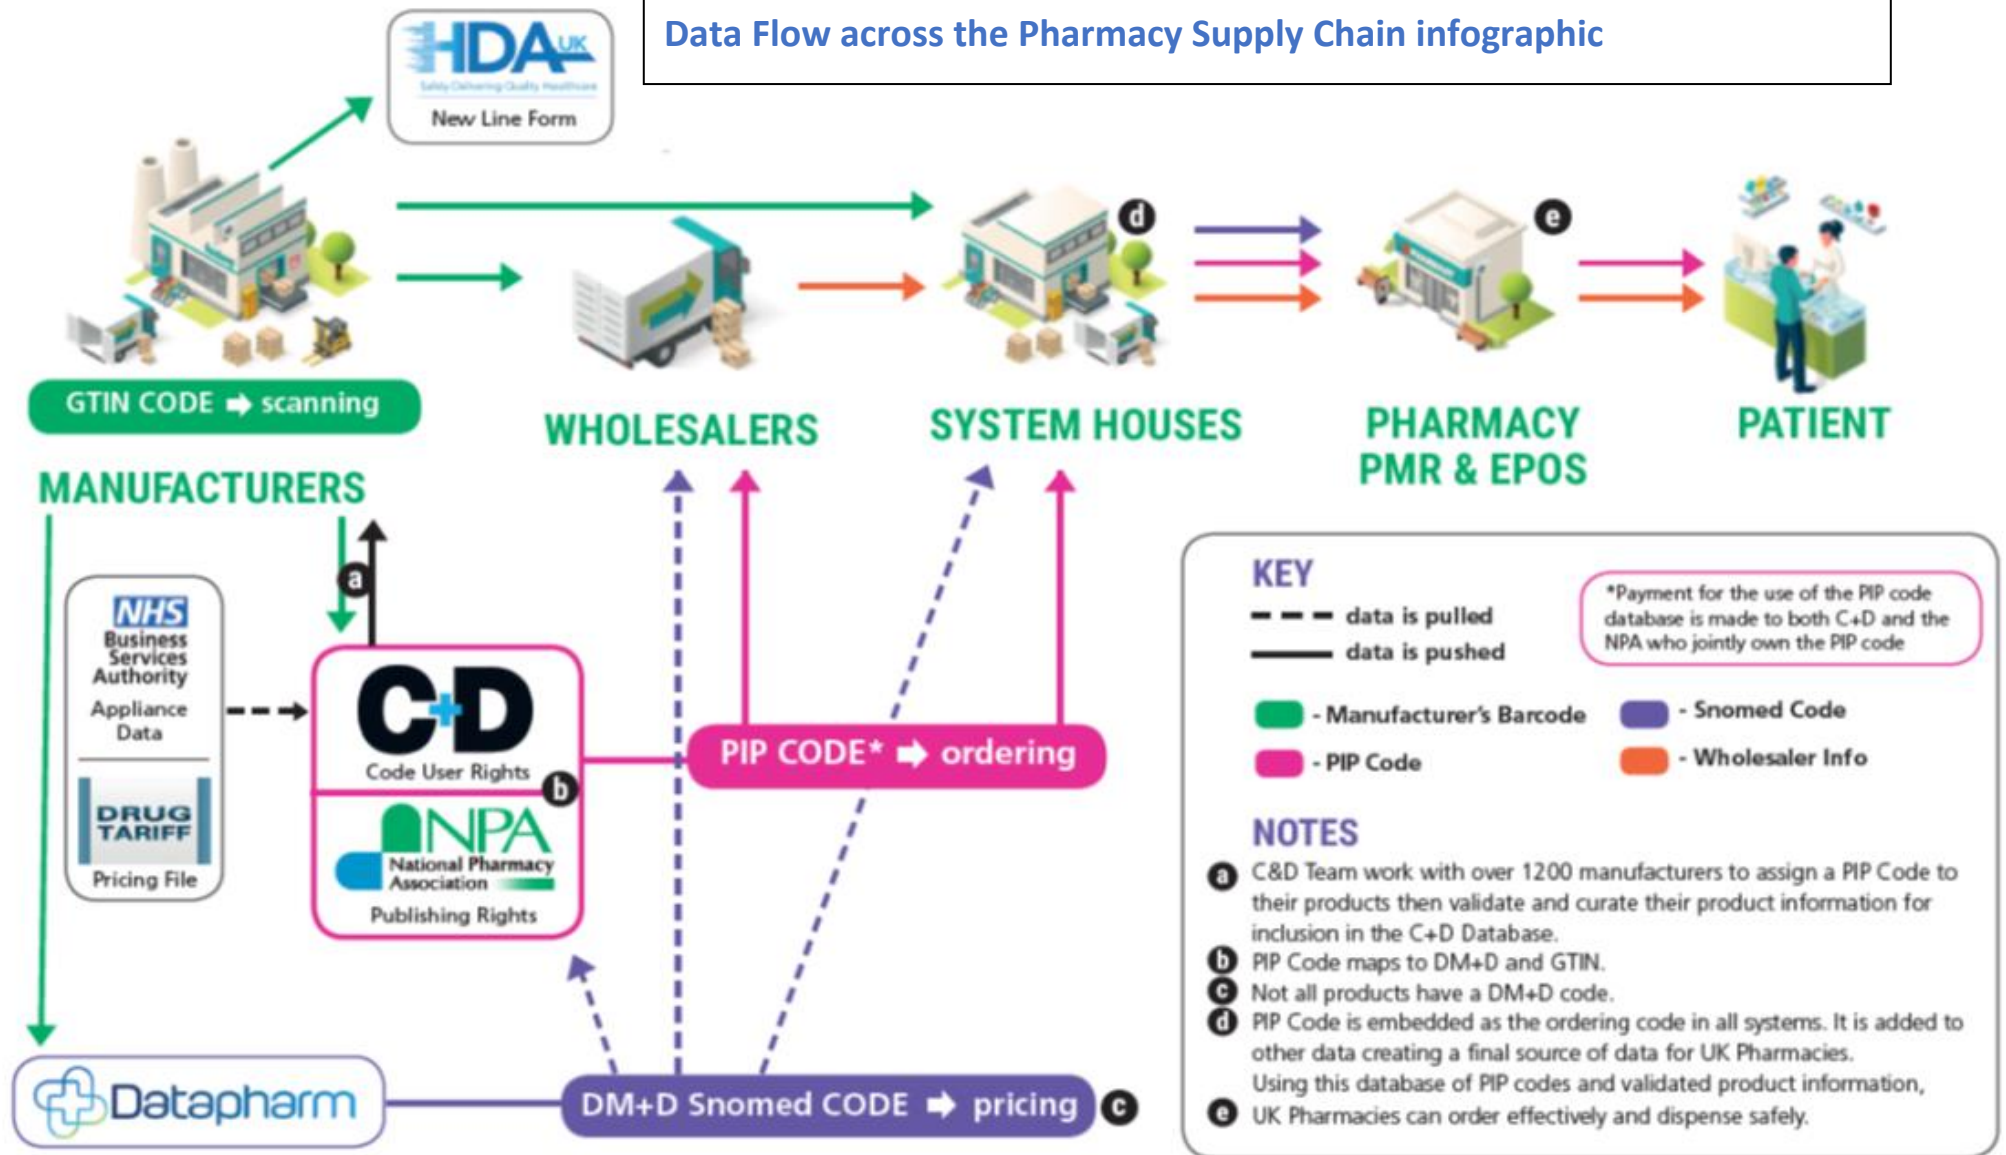 Data Flow across the Pharmacy Supply Chain infographic
HDA UK
Safely Delivering Quality Healthcare
New Line Form
d
e
GTIN CODE ➡ scanning
MANUFACTURERS
WHOLESALERS
SYSTEM HOUSES
PHARMACY
PMR & EPOS
PATIENT
a
NHS
Business
Services
Authority
Appliance
Data
DRUG
TARIFF
Pricing File
C+D
Code User Rights
b
NPA
National Pharmacy
Association
Publishing Rights
PIP CODE* ➡ ordering
Datapharm
DM+D Snomed CODE ➡ pricing
c
KEY
data is pulled
data is pushed
*Payment for the use of the PIP code
database is made to both C+D and the
NPA who jointly own the PIP code
- Manufacturer's Barcode
- Snomed Code
- PIP Code
- Wholesaler Info
NOTES
a C&D Team work with over 1200 manufacturers to assign a PIP Code to
their products then validate and curate their product information for
inclusion in the C+D Database.
b PIP Code maps to DM+D and GTIN.
c Not all products have a DM+D code.
d PIP Code is embedded as the ordering code in all systems. It is added to
other data creating a final source of data for UK Pharmacies.
Using this database of PIP codes and validated product information,
e UK Pharmacies can order effectively and dispense safely.